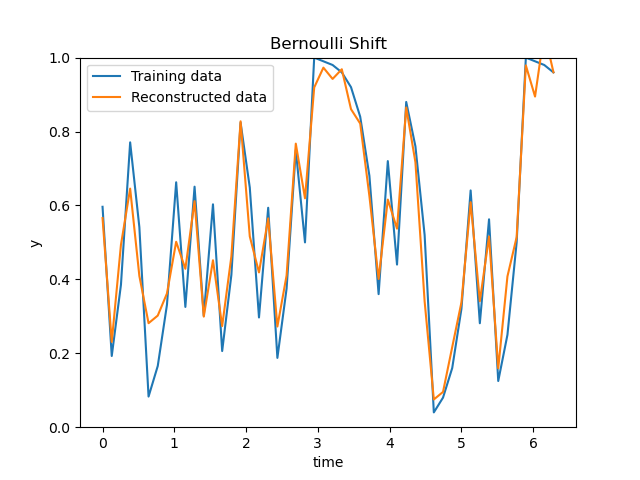 Bernoulli Shift
Training data
Reconstructed data
1.0
0.8
0.6
0.4
0.2
0.0
y
0 1 2 3 4 5 6
time